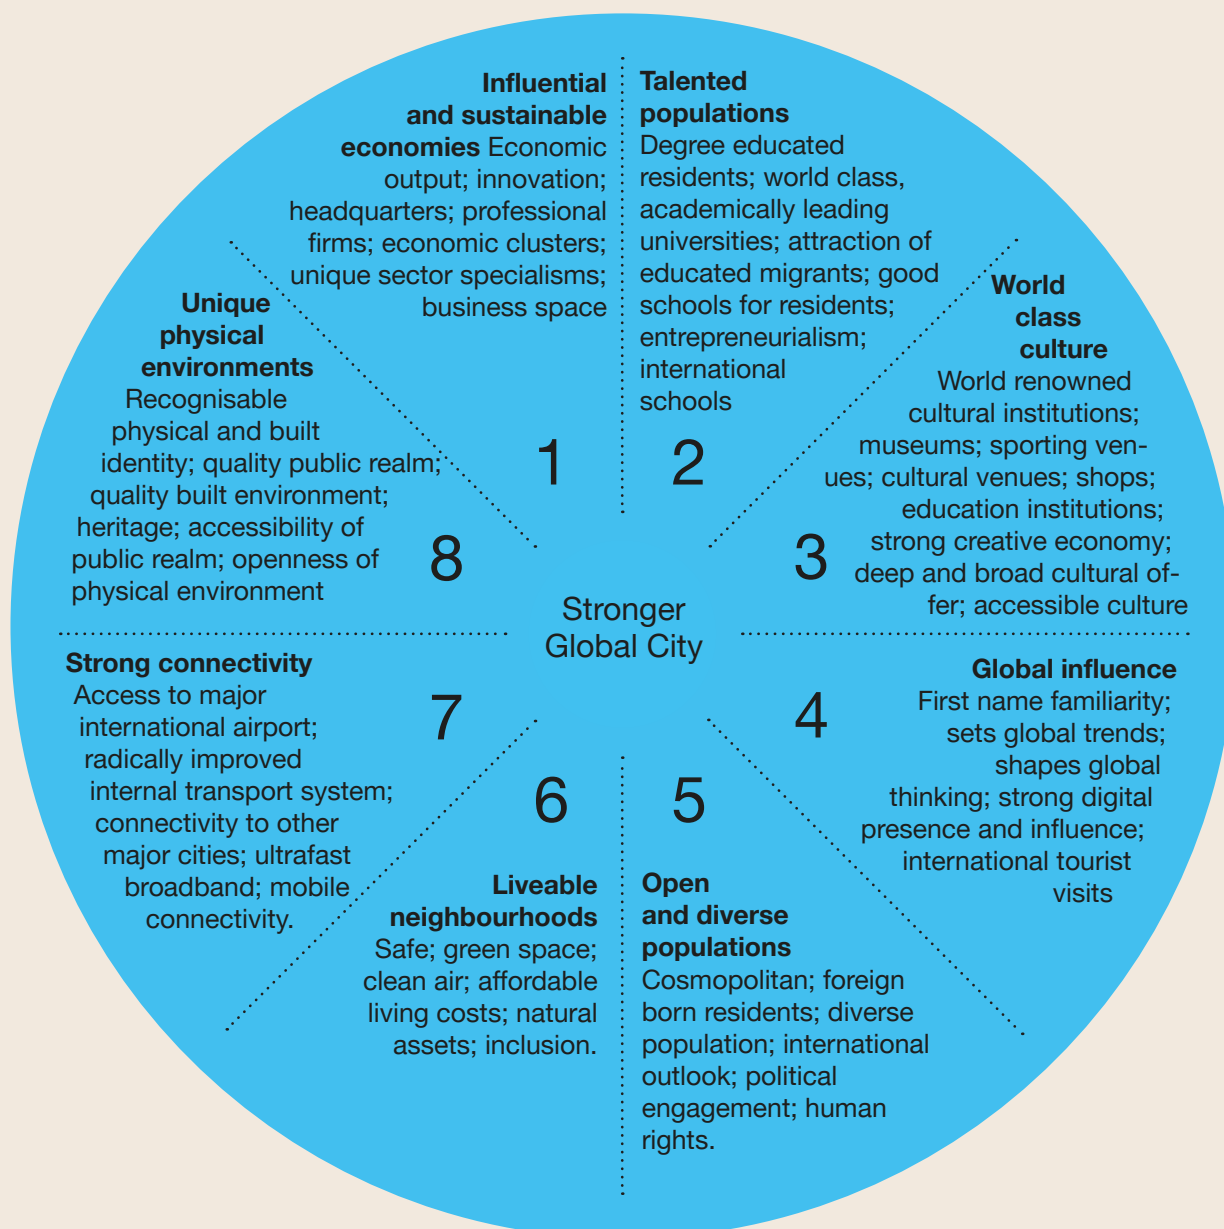 Influential
and sustainable
economies Economic
output; innovation;
headquarters; professional
firms; economic clusters;
unique sector specialisms;
business space
1
Talented
populations
Degree educated
residents; world class,
academically leading
universities; attraction of
educated migrants; good
schools for residents;
entrepreneurialism;
international
schools
2
World
class
culture
World renowned
cultural institutions;
museums; sporting ven-
ues; cultural venues; shops;
education institutions;
strong creative economy;
deep and broad cultural of-
fer; accessible culture
3
Global influence
First name familiarity;
sets global trends;
shapes global
thinking; strong digital
presence and influence;
international tourist
visits
4
Open
and diverse
populations
Cosmopolitan; foreign
born residents; diverse
population; international
outlook; political
engagement; human
rights.
5
Liveable
neighbourhoods
Safe; green space;
clean air; affordable
living costs; natural
assets; inclusion.
6
Strong connectivity
Access to major
international airport;
radically improved
internal transport system;
connectivity to other
major cities; ultrafast
broadband; mobile
connectivity.
7
Unique
physical
environments
Recognisable
physical and built
identity; quality public realm;
quality built environment;
heritage; accessibility of
public realm; openness of
physical environment
8
Stronger
Global City